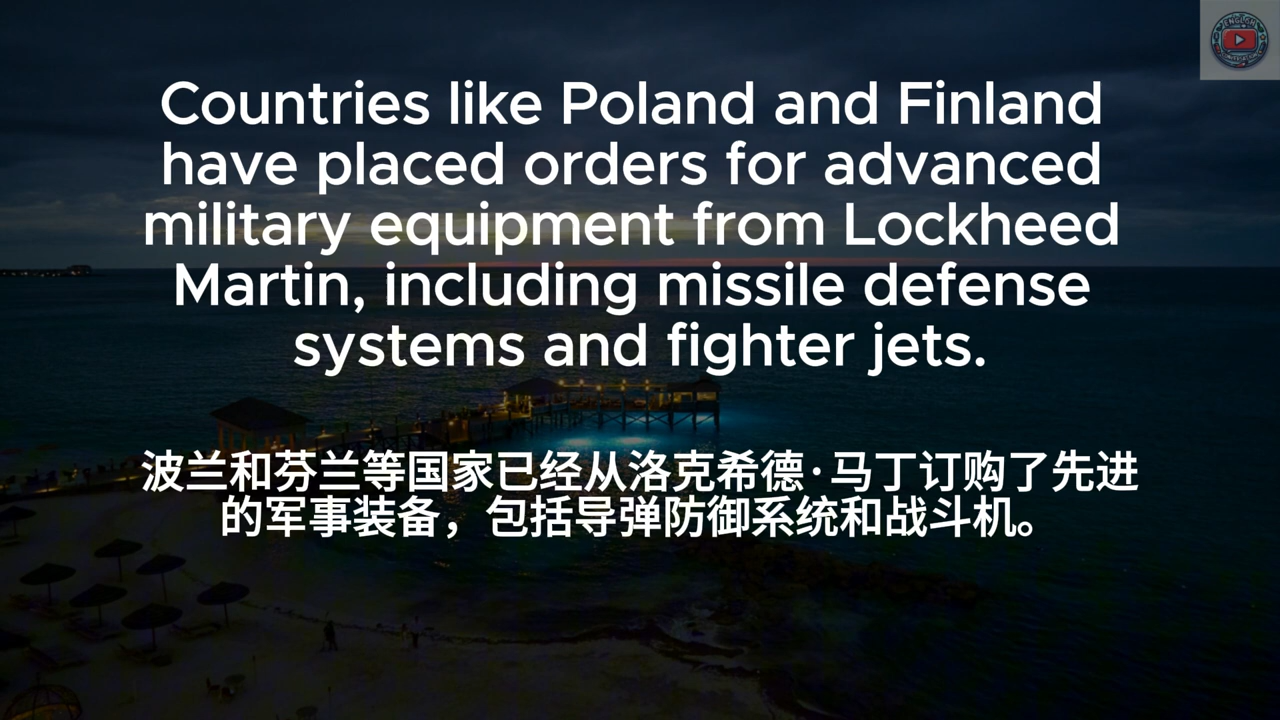 Countries like Poland and Finland
have placed orders for advanced
military equipment from Lockheed
Martin, including missile defense
systems and fighter jets.
波兰和芬兰等国家已经从洛克希德·马丁订购了先进
的军事装备，包括导弹防御系统和战斗机。